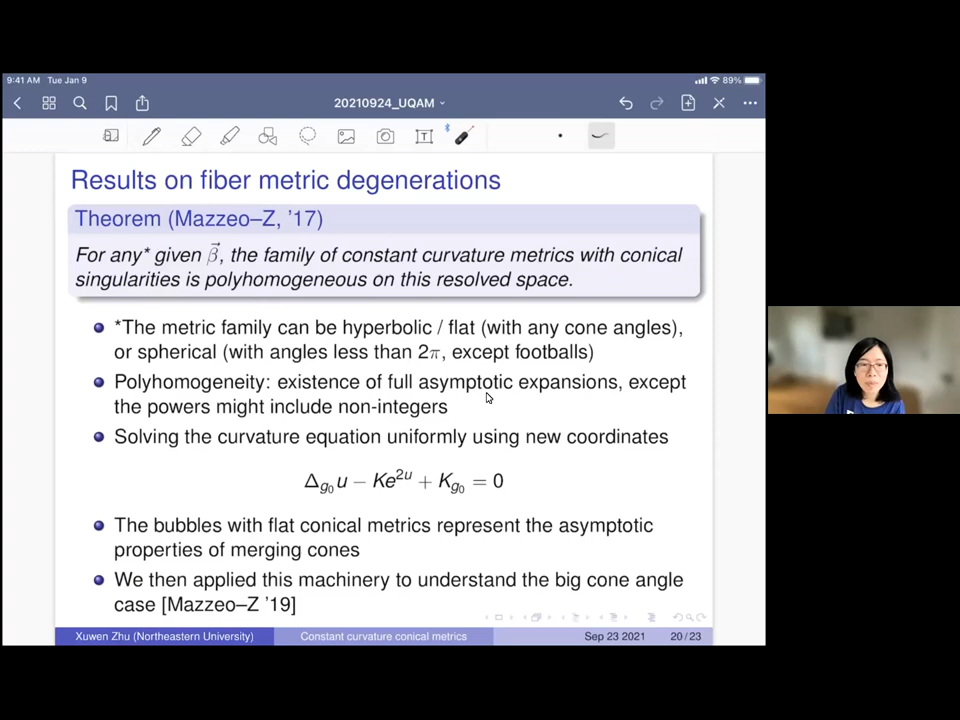 9:41 AM Tue Jan 9
89%
20210924_UQAM
T
Results on fiber metric degenerations
Theorem (Mazzeo–Z, '17)
For any* given β⃗, the family of constant curvature metrics with conical
singularities is polyhomogeneous on this resolved space.
*The metric family can be hyperbolic / flat (with any cone angles),
or spherical (with angles less than 2π, except footballs)
Polyhomogeneity: existence of full asymptotic expansions, except
the powers might include non-integers
Solving the curvature equation uniformly using new coordinates
Δ_{g₀}u − Ke^{2u} + K_{g₀} = 0
The bubbles with flat conical metrics represent the asymptotic
properties of merging cones
We then applied this machinery to understand the big cone angle
case [Mazzeo–Z '19]
Xuwen Zhu (Northeastern University) Constant curvature conical metrics Sep 23 2021 20 / 23